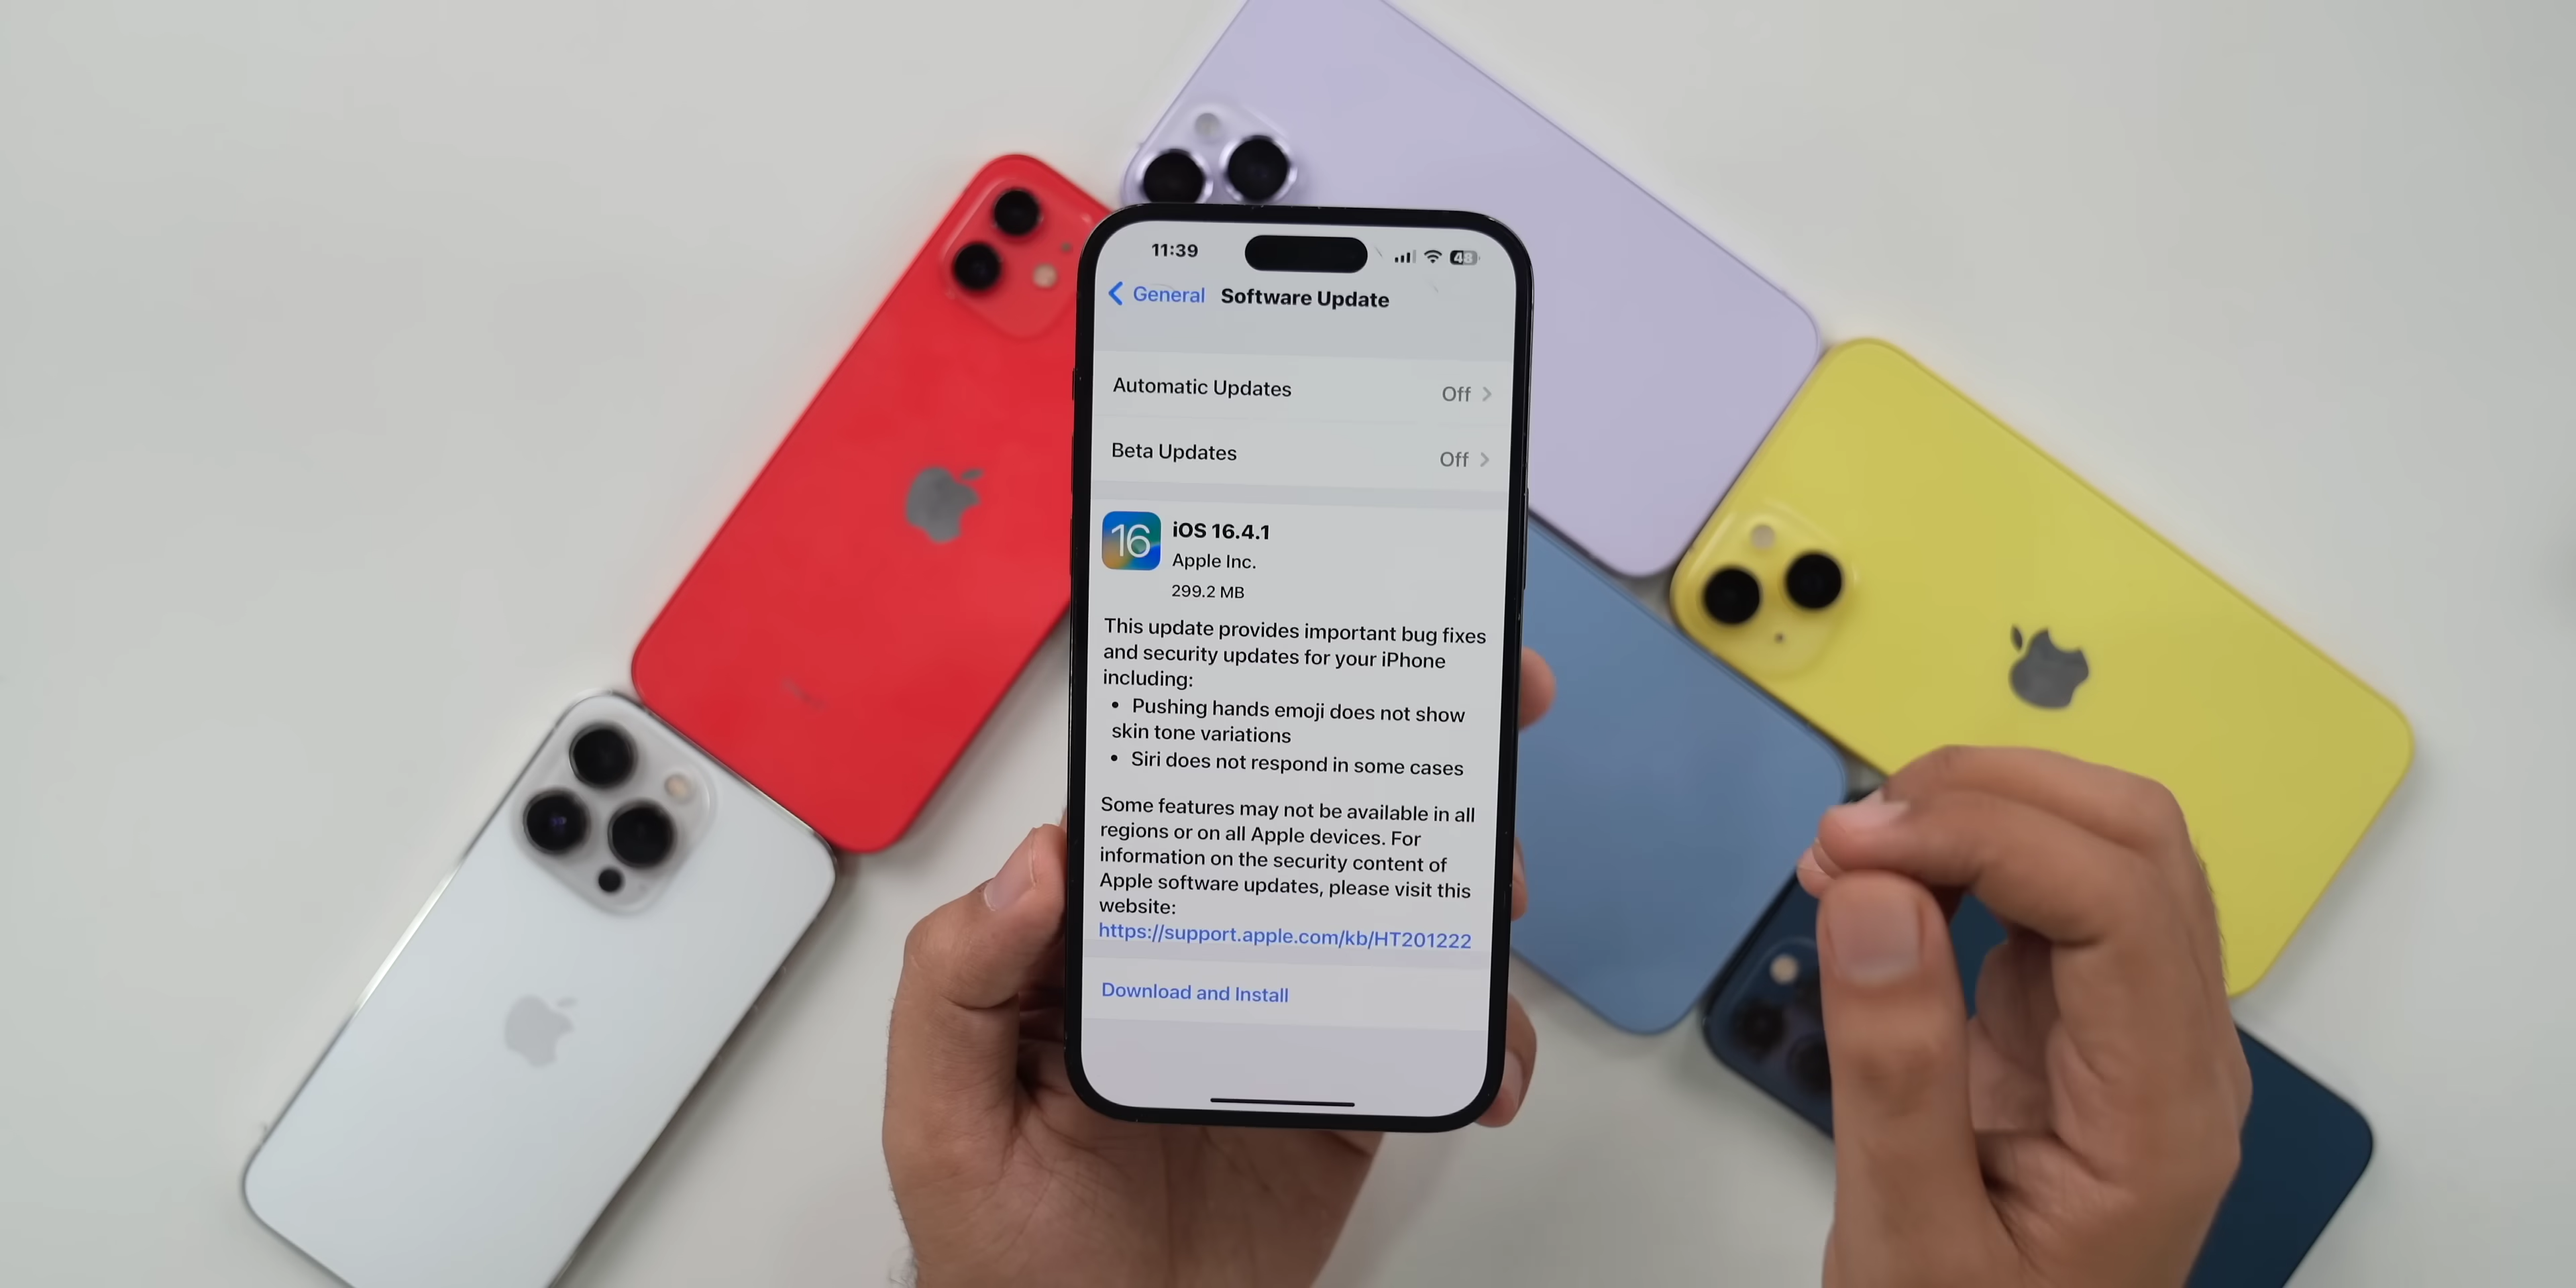 11:39
48
General Software Update
Automatic Updates Off
Beta Updates Off
16
iOS 16.4.1
Apple Inc.
299.2 MB
This update provides important bug fixes
and security updates for your iPhone
including:
• Pushing hands emoji does not show
skin tone variations
• Siri does not respond in some cases
Some features may not be available in all
regions or on all Apple devices. For
information on the security content of
Apple software updates, please visit this
website:
https://support.apple.com/kb/HT201222
Download and Install